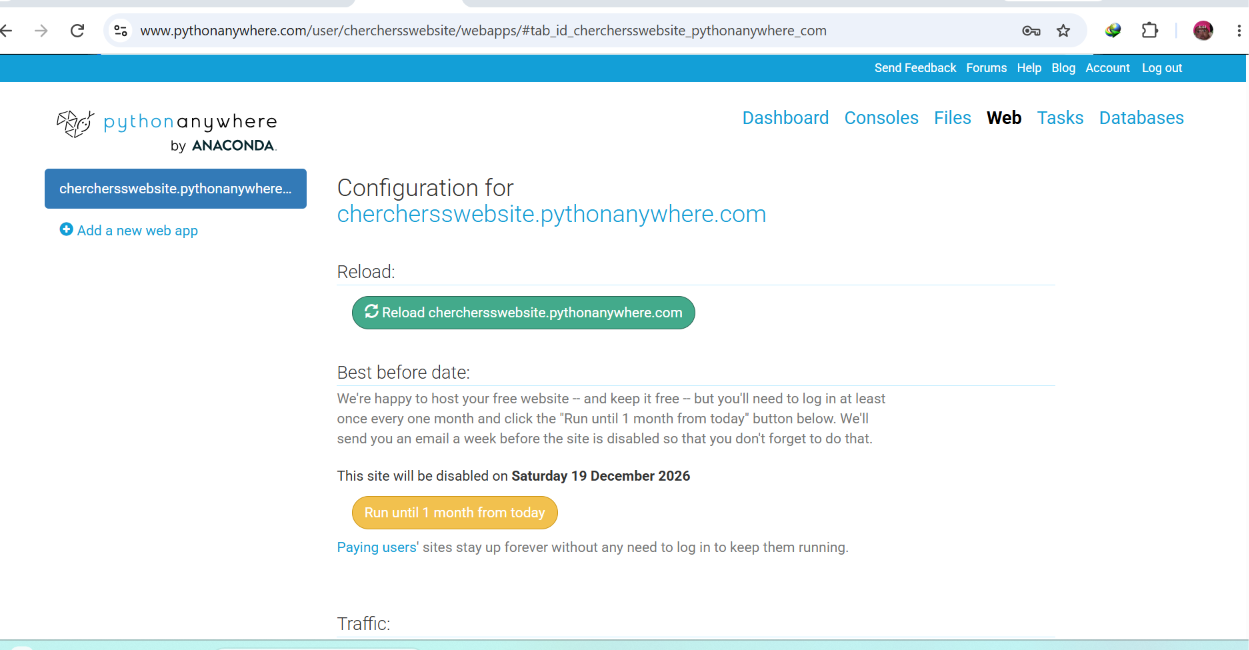 www.pythonanywhere.com/user/cherchersswebsite/webapps/#tab_id_cherchersswebsite_pythonanywhere_com
Send Feedback Forums Help Blog Account Log out
pythonanywhere
by ANACONDA.
Dashboard Consoles Files Web Tasks Databases
cherchersswebsite.pythonanywhere...
Add a new web app
Configuration for
cherchersswebsite.pythonanywhere.com
Reload:
Reload cherchersswebsite.pythonanywhere.com
Best before date:
We're happy to host your free website -- and keep it free -- but you'll need to log in at least
once every one month and click the "Run until 1 month from today" button below. We'll
send you an email a week before the site is disabled so that you don't forget to do that.
This site will be disabled on Saturday 19 December 2026
Run until 1 month from today
Paying users' sites stay up forever without any need to log in to keep them running.
Traffic: